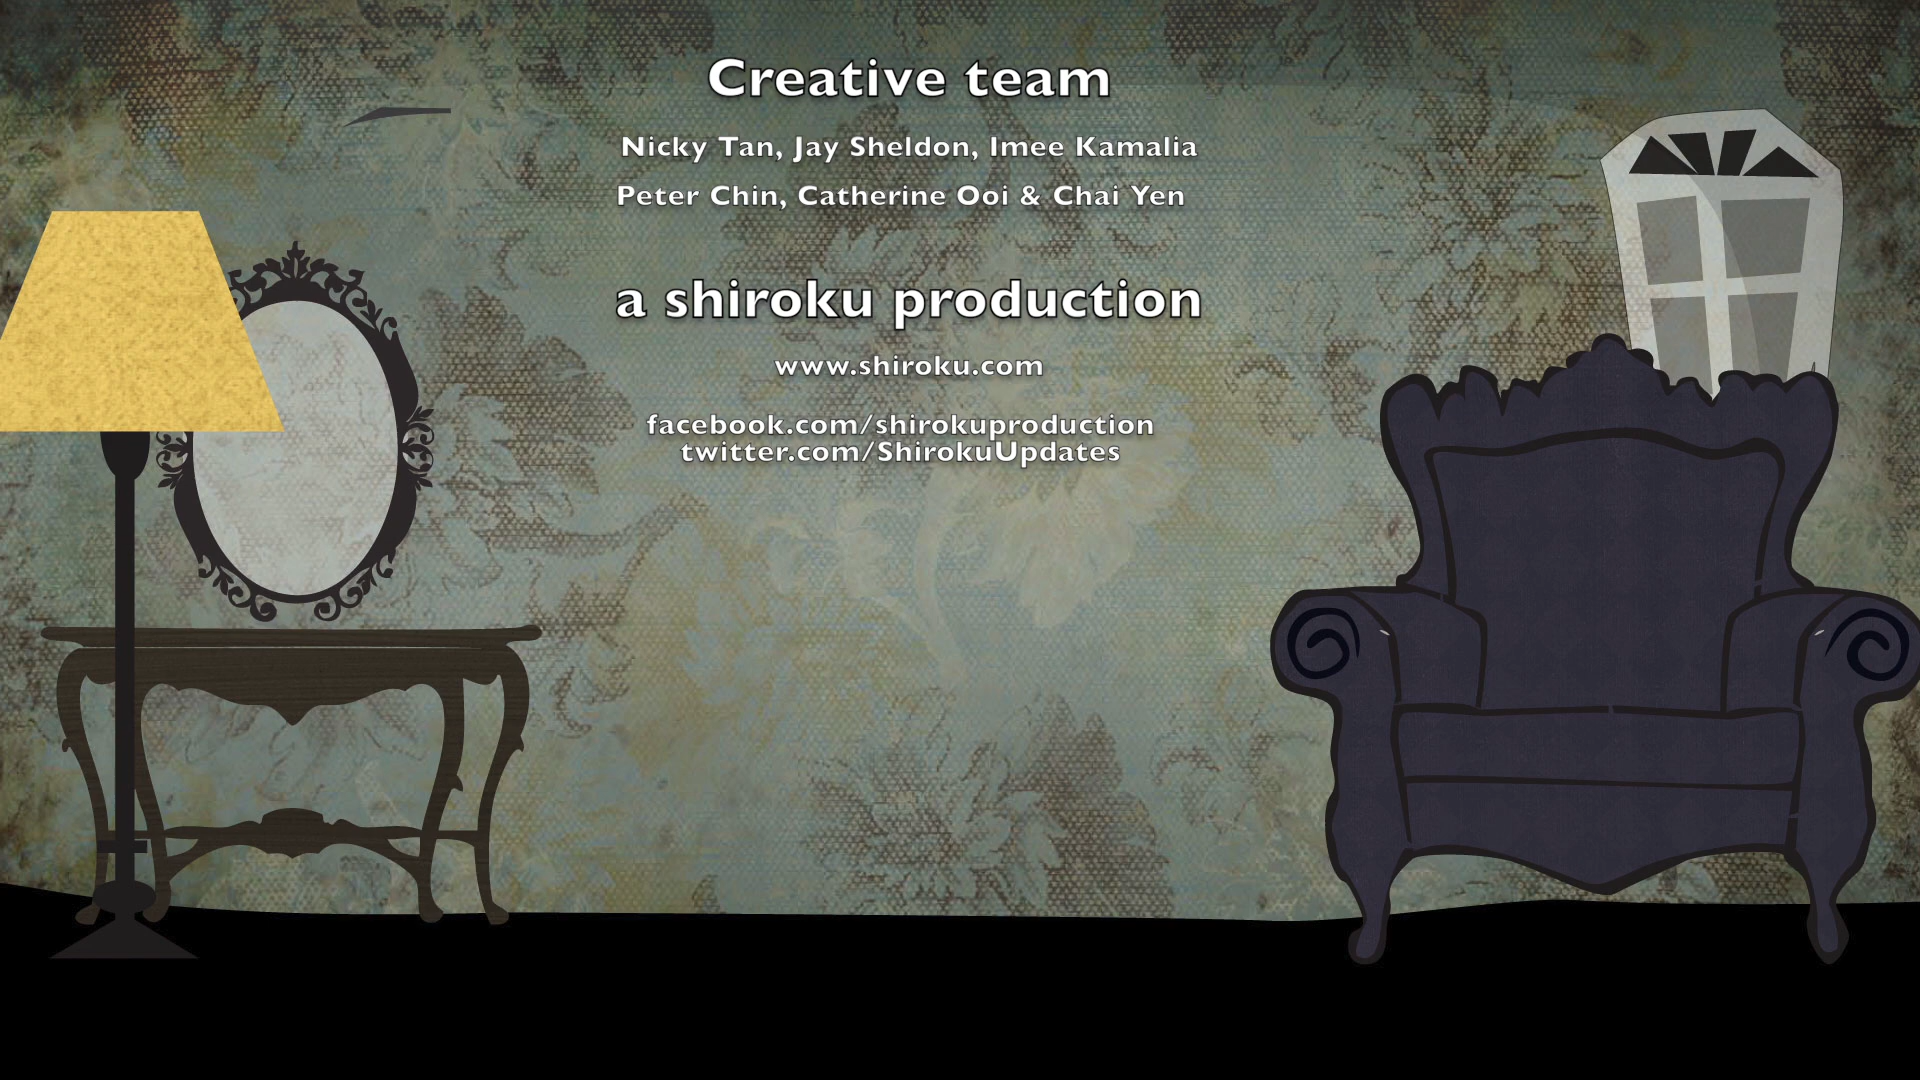 Creative team
Nicky Tan, Jay Sheldon, Imee Kamalia
Peter Chin, Catherine Ooi & Chai Yen
a shiroku production
www.shiroku.com
facebook.com/shirokuproduction
twitter.com/ShirokuUpdates